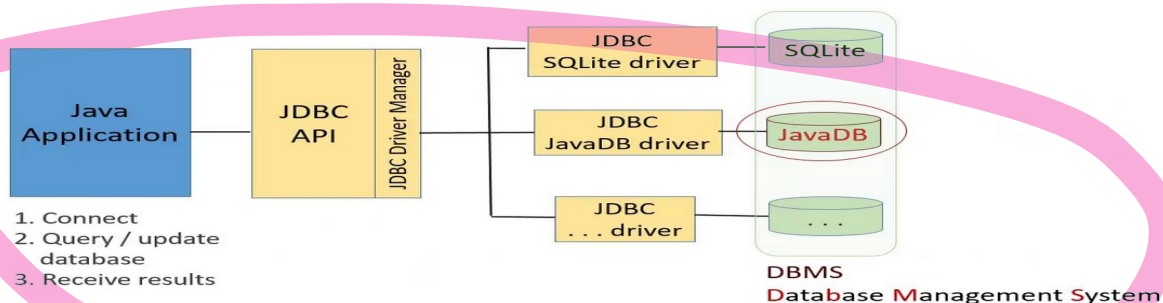 Java
Application
JDBC
API
JDBC Driver Manager
JDBC
SQLite driver
SQLite
JDBC
JavaDB driver
JavaDB
JDBC
... driver
...
1. Connect
2. Query / update
database
3. Receive results
DBMS
Database Management System